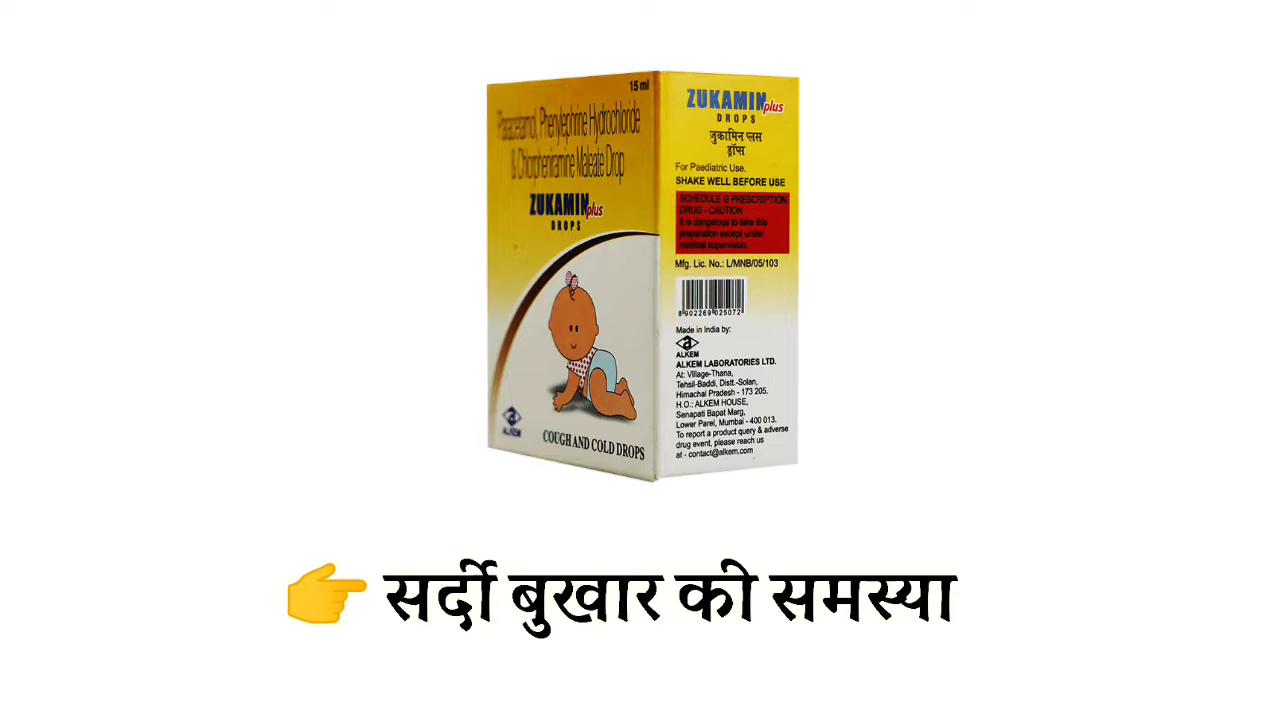 15 ml
Paracetamol, Phenylephrine Hydrochloride
& Chlorpheniramine Maleate Drop
ZUKAMIN plus
DROPS
ALKEM
COUGH AND COLD DROPS
ZUKAMIN plus
DROPS
ज़ुकामिन प्लस
ड्रॉप्स
For Paediatric Use.
SHAKE WELL BEFORE USE
SCHEDULE G PRESCRIPTION
DRUG - CAUTION
It is dangerous to take this
preparation except under
medical supervision.
Mfg. Lic. No.: L/MNB/05/103
8 902269 025072
Made in India by:
ALKEM
ALKEM LABORATORIES LTD.
At: Village-Thana,
Tehsil-Baddi, Distt.-Solan,
Himachal Pradesh - 173 205.
H.O.: ALKEM HOUSE,
Senapati Bapat Marg,
Lower Parel, Mumbai - 400 013.
To report a product query & adverse
drug event, please reach us
at - contact@alkem.com
👉 सर्दी बुखार की समस्या